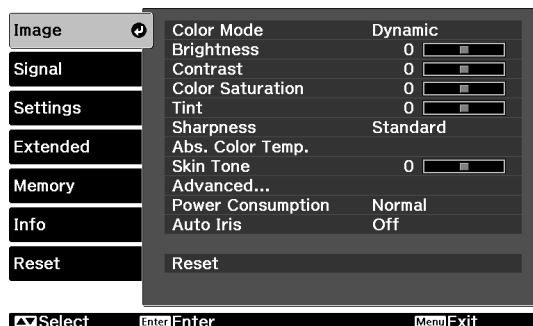 Image
Signal
Settings
Extended
Memory
Info
Reset
Color Mode Dynamic
Brightness 0
Contrast 0
Color Saturation 0
Tint 0
Sharpness Standard
Abs. Color Temp.
Skin Tone 0
Advanced...
Power Consumption Normal
Auto Iris Off
Reset
Select Enter Enter Menu Exit